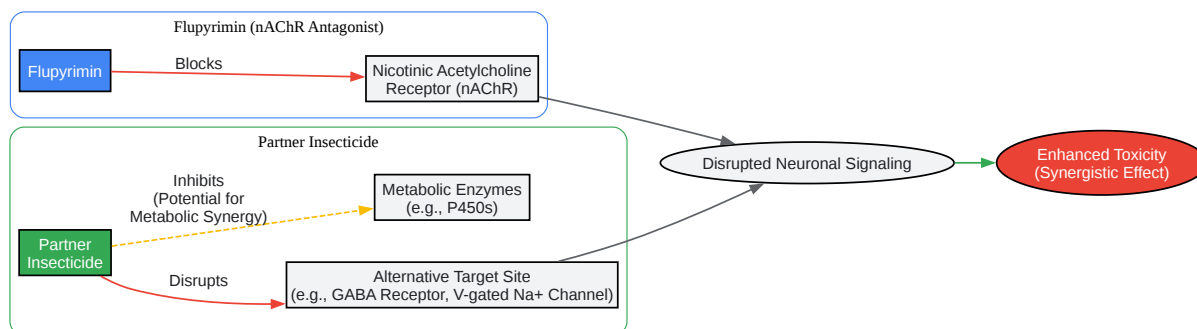 Flupyrimin (nAChR Antagonist)
Flupyrimin
Blocks
Nicotinic Acetylcholine
Receptor (nAChR)
Partner Insecticide
Inhibits
(Potential for
Metabolic Synergy)
Metabolic Enzymes
(e.g., P450s)
Partner
Insecticide
Disrupts
Alternative Target Site
(e.g., GABA Receptor, V-gated Na+ Channel)
Disrupted Neuronal Signaling
Enhanced Toxicity
(Synergistic Effect)